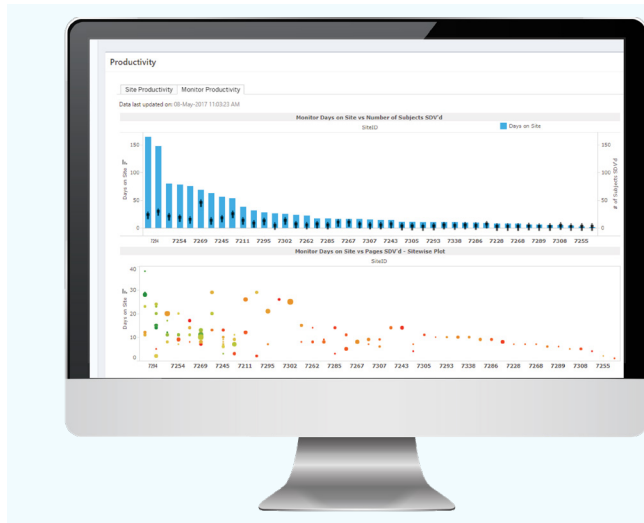 Productivity
Site Productivity Monitor Productivity
Data last updated on: 08-May-2017 11:03:23 AM
Monitor Days on Site vs Number of Subjects SDV'd
SiteID
Days on Site
150
100
50
0
Days on Site
150
100
50
0
# of Subjects SDV'd
7254 7269 7245 7211 7295 7302 7262 7285 7267 7307 7243 7305 7293 7338 7286 7228 7268 7289 7308 7255
Monitor Days on Site vs Pages SDV'd - Sitewise Plot
SiteID
Days on Site
40
30
20
10
0
7254 7269 7245 7211 7295 7302 7262 7285 7267 7307 7243 7305 7293 7338 7286 7228 7268 7289 7308 7255